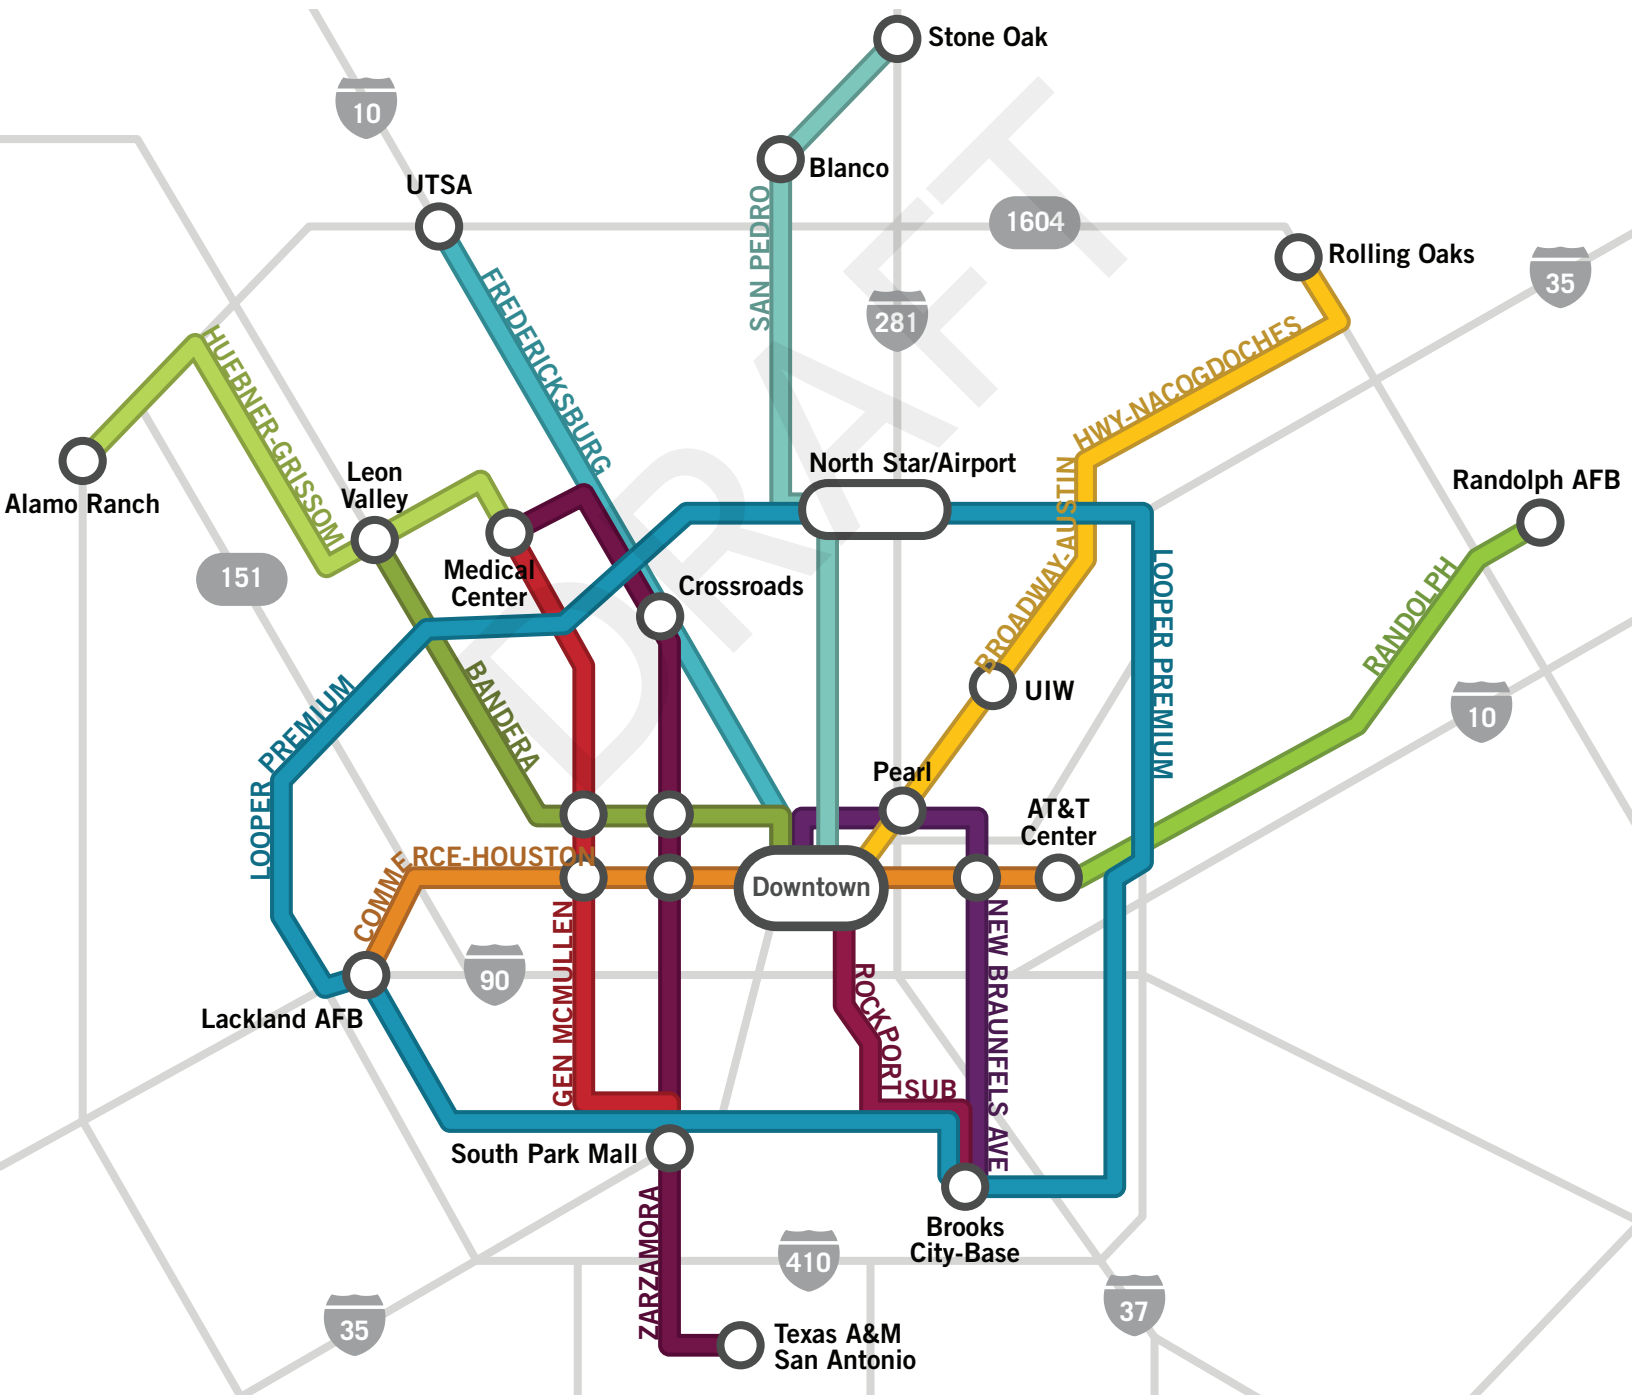 Stone Oak
10
Blanco
UTSA
SAN PEDRO
1604
Rolling Oaks
35
281
FREDERICKSBURG
HUEBNER-GRISSOM
HWY-NACOGDOCHES
DRAFT
Leon
Valley
North Star/Airport
Randolph AFB
Alamo Ranch
BROADWAY-AUSTIN
151
Medical
Center
Crossroads
LOOPER PREMIUM
RANDOLPH
BANDERA
UIW
10
LOOPER PREMIUM
Pearl
AT&T
Center
COMMERCE-HOUSTON
Downtown
GEN MCMULLEN
NEW BRAUNFELS AVE
90
ROCKPORT SUB
Lackland AFB
South Park Mall
ZARZAMORA
Brooks
City-Base
410
37
35
Texas A&M
San Antonio